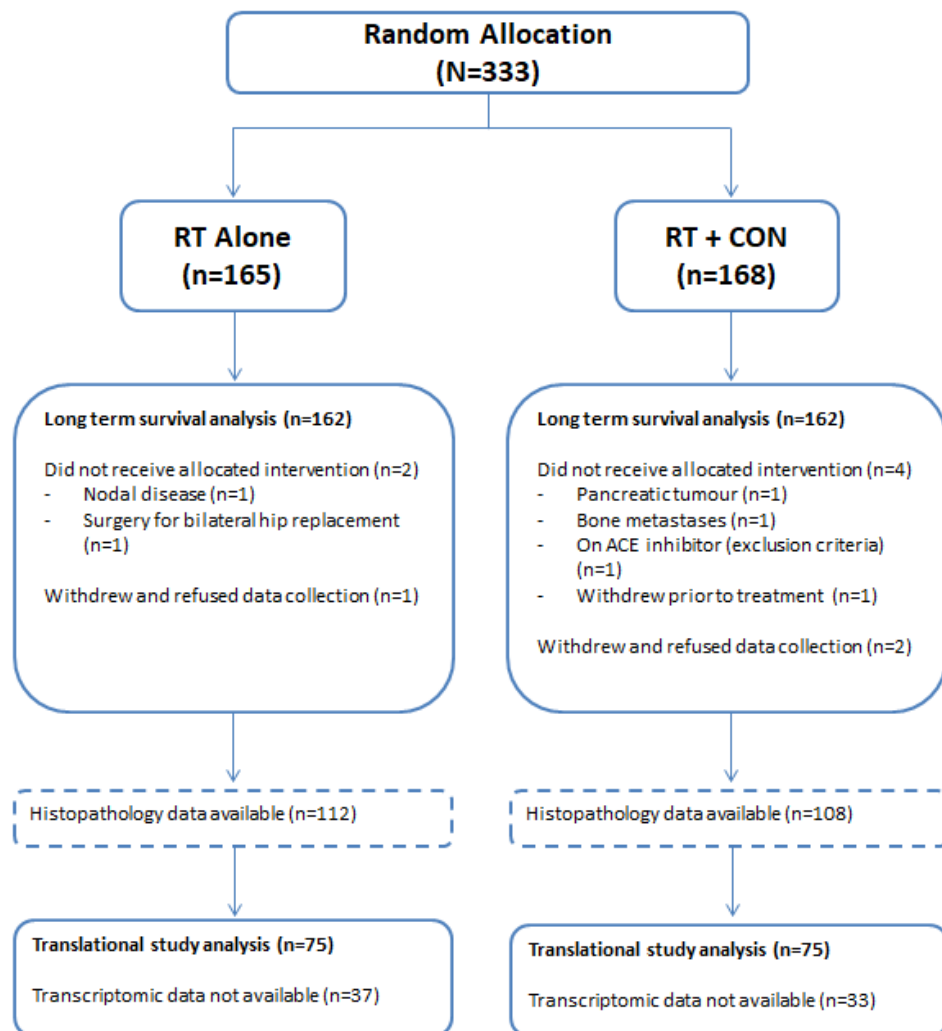 Random Allocation
(N=333)
RT Alone
(n=165)
RT + CON
(n=168)
Long term survival analysis (n=162)
Did not receive allocated intervention (n=2)
- Nodal disease (n=1)
- Surgery for bilateral hip replacement
(n=1)
Withdrew and refused data collection (n=1)
Long term survival analysis (n=162)
Did not receive allocated intervention (n=4)
- Pancreatic tumour (n=1)
- Bone metastases (n=1)
- On ACE inhibitor (exclusion criteria)
(n=1)
- Withdrew prior to treatment (n=1)
Withdrew and refused data collection (n=2)
Histopathology data available (n=112)
Histopathology data available (n=108)
Translational study analysis (n=75)
Transcriptomic data not available (n=37)
Translational study analysis (n=75)
Transcriptomic data not available (n=33)